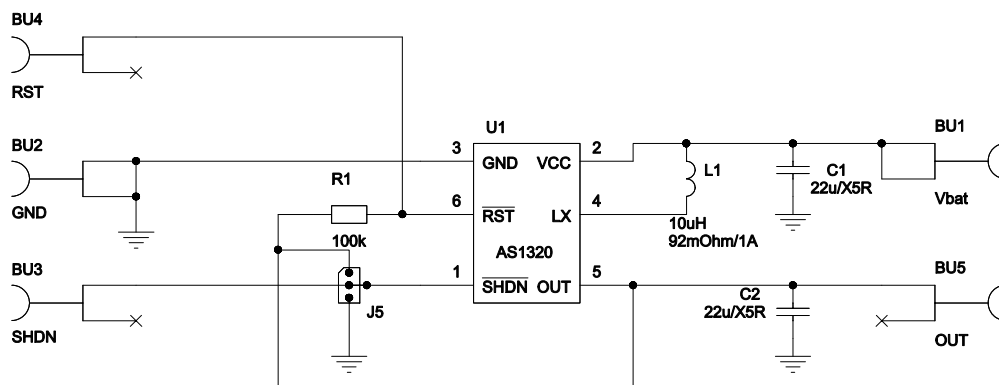 BU4
RST
BU2
GND
BU3
SHDN
R1
100k
J5
U1
3 GND VCC 2
6 RST LX 4
AS1320
1 SHDN OUT 5
L1
10uH
92mOhm/1A
C1
22u/X5R
C2
22u/X5R
BU1
Vbat
BU5
OUT